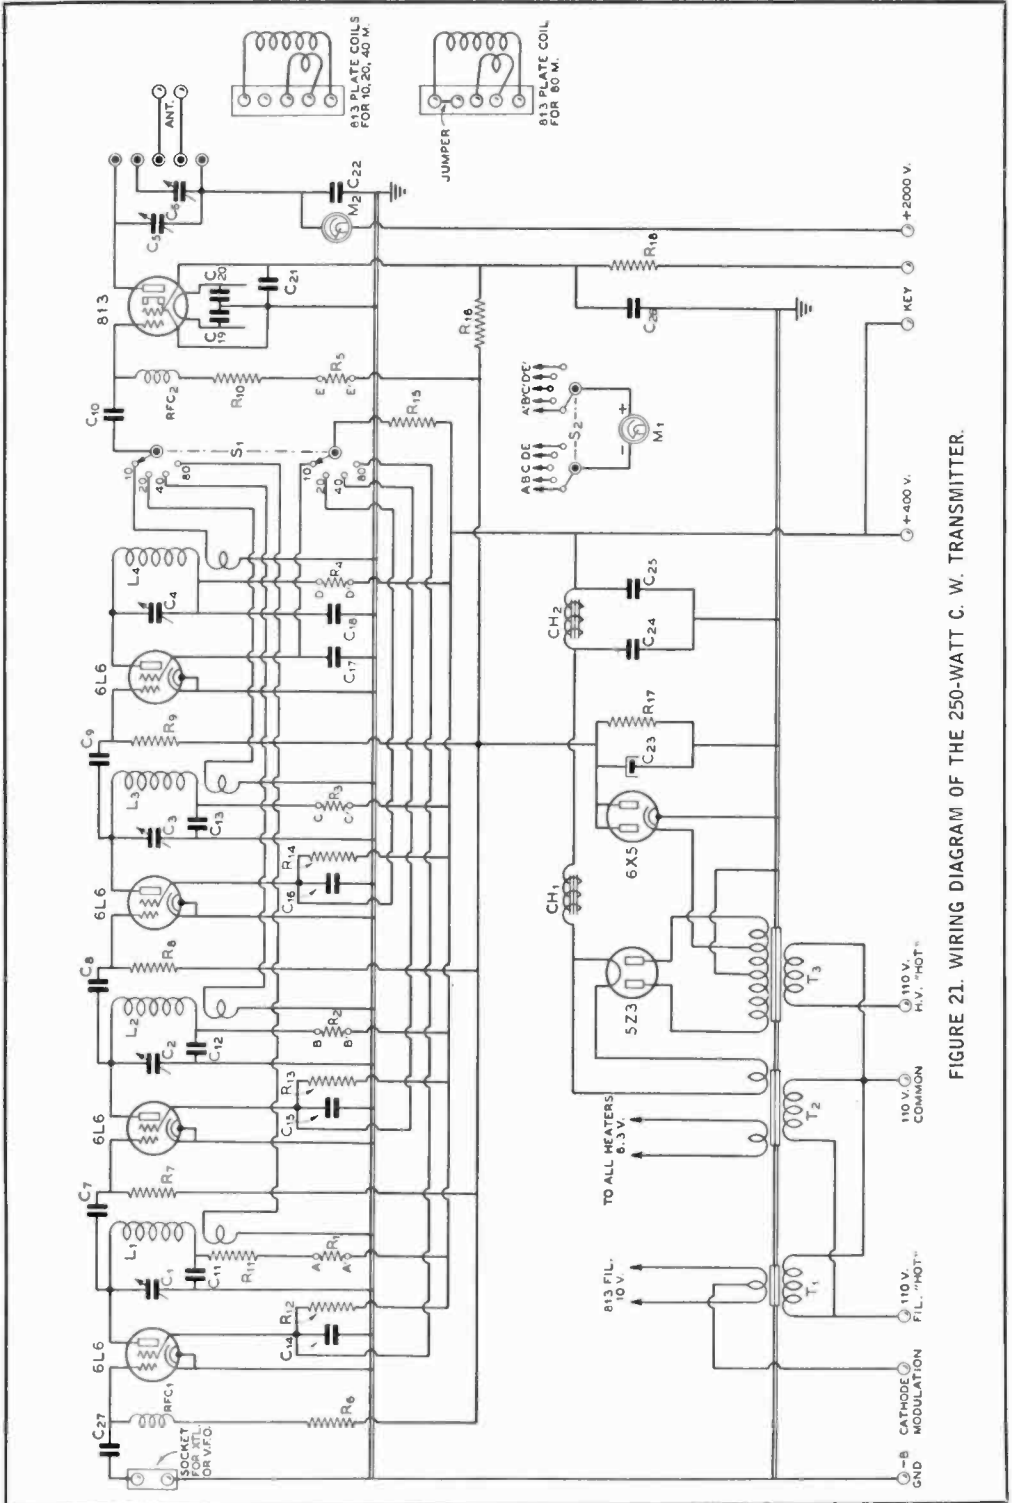 813 PLATE COILS
FOR 10, 20, 40 M.
JUMPER
813 PLATE COIL
FOR 80 M.
ANT.
C5
C6
M2
C22
813
C19
C20
C21
C10
RFC2
R10
E
R5
E'
R16
R18
C26
S1
10
20
40
80
10
20
40
80
R15
A B C D E
A' B' C' D' E'
S2
-
+
M1
6L6
L4
C4
D
R4
D'
C18
C17
C9
R9
6L6
L3
C3
C13
C
R3
C'
R14
C16
C8
R8
6L6
L2
C2
C12
B
R2
B'
R13
C15
C7
R7
6L6
L1
C1
C11
R11
A
R1
A'
R12
C14
RFC1
R6
C27
SOCKET
FOR XTL.
OR V.F.O.
CH2
C25
C24
R17
C23
6X5
CH1
5Z3
T3
T2
T1
TO ALL HEATERS
6.3 V.
813 FIL.
10 V.
-B
GND
CATHODE
MODULATION
110 V.
FIL. "HOT"
110 V.
COMMON
110 V.
H.V. "HOT"
+400 V.
KEY
+2000 V.
FIGURE 21. WIRING DIAGRAM OF THE 250-WATT C. W. TRANSMITTER.